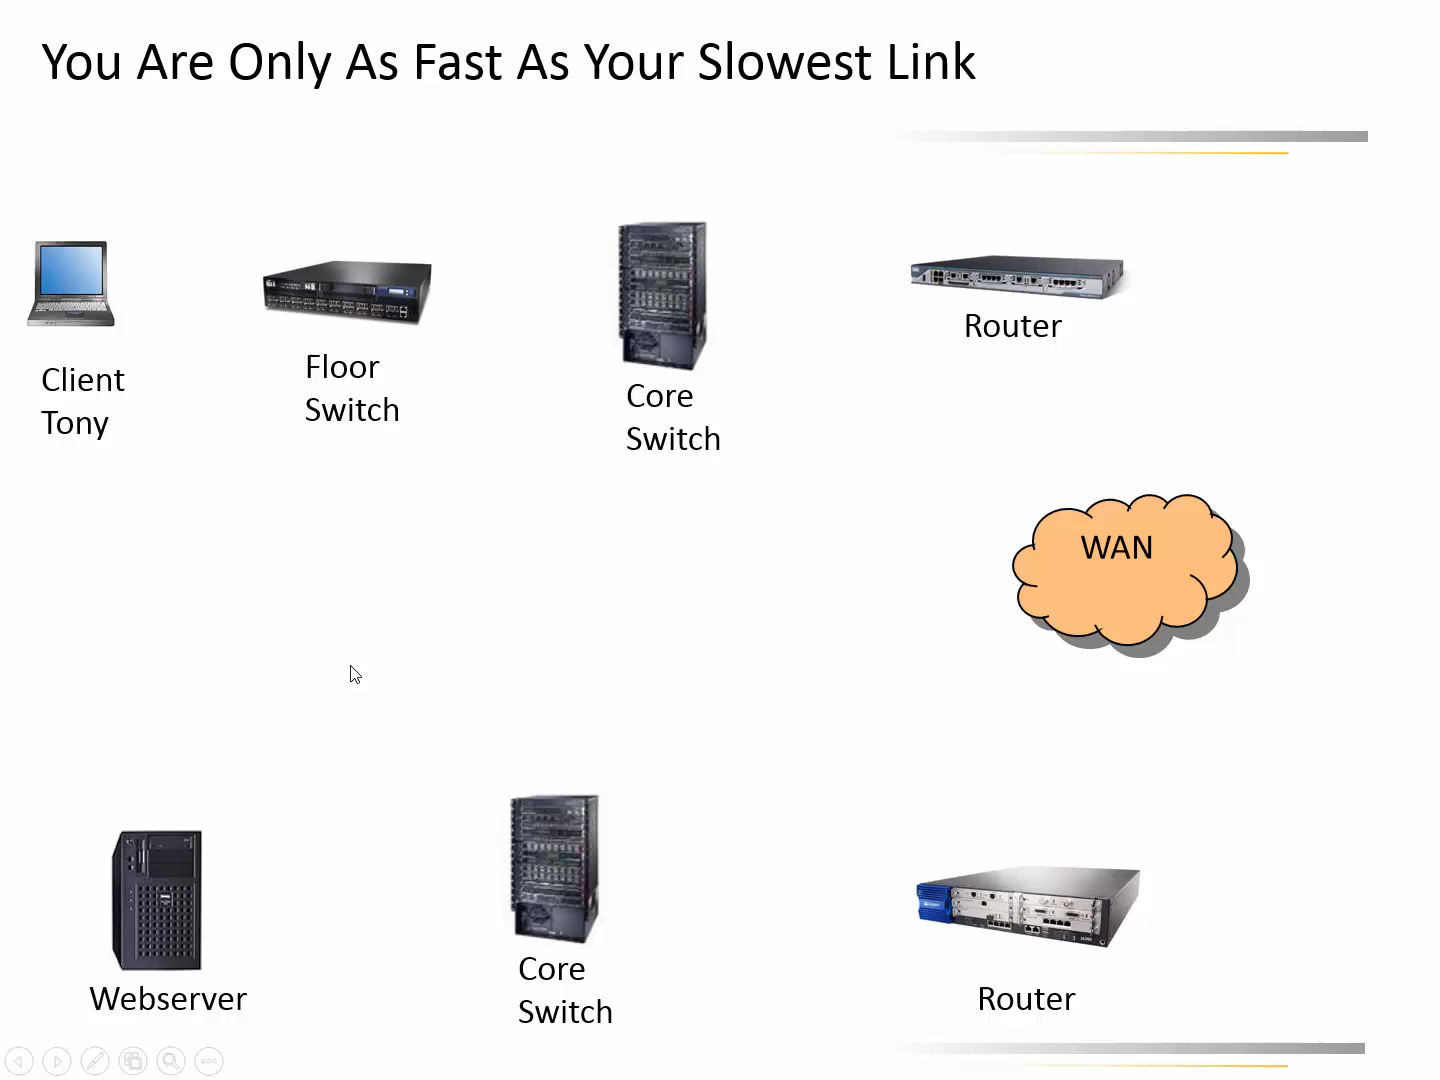 You Are Only As Fast As Your Slowest Link
Client
Tony
Floor
Switch
Core
Switch
Router
WAN
Webserver
Core
Switch
Router